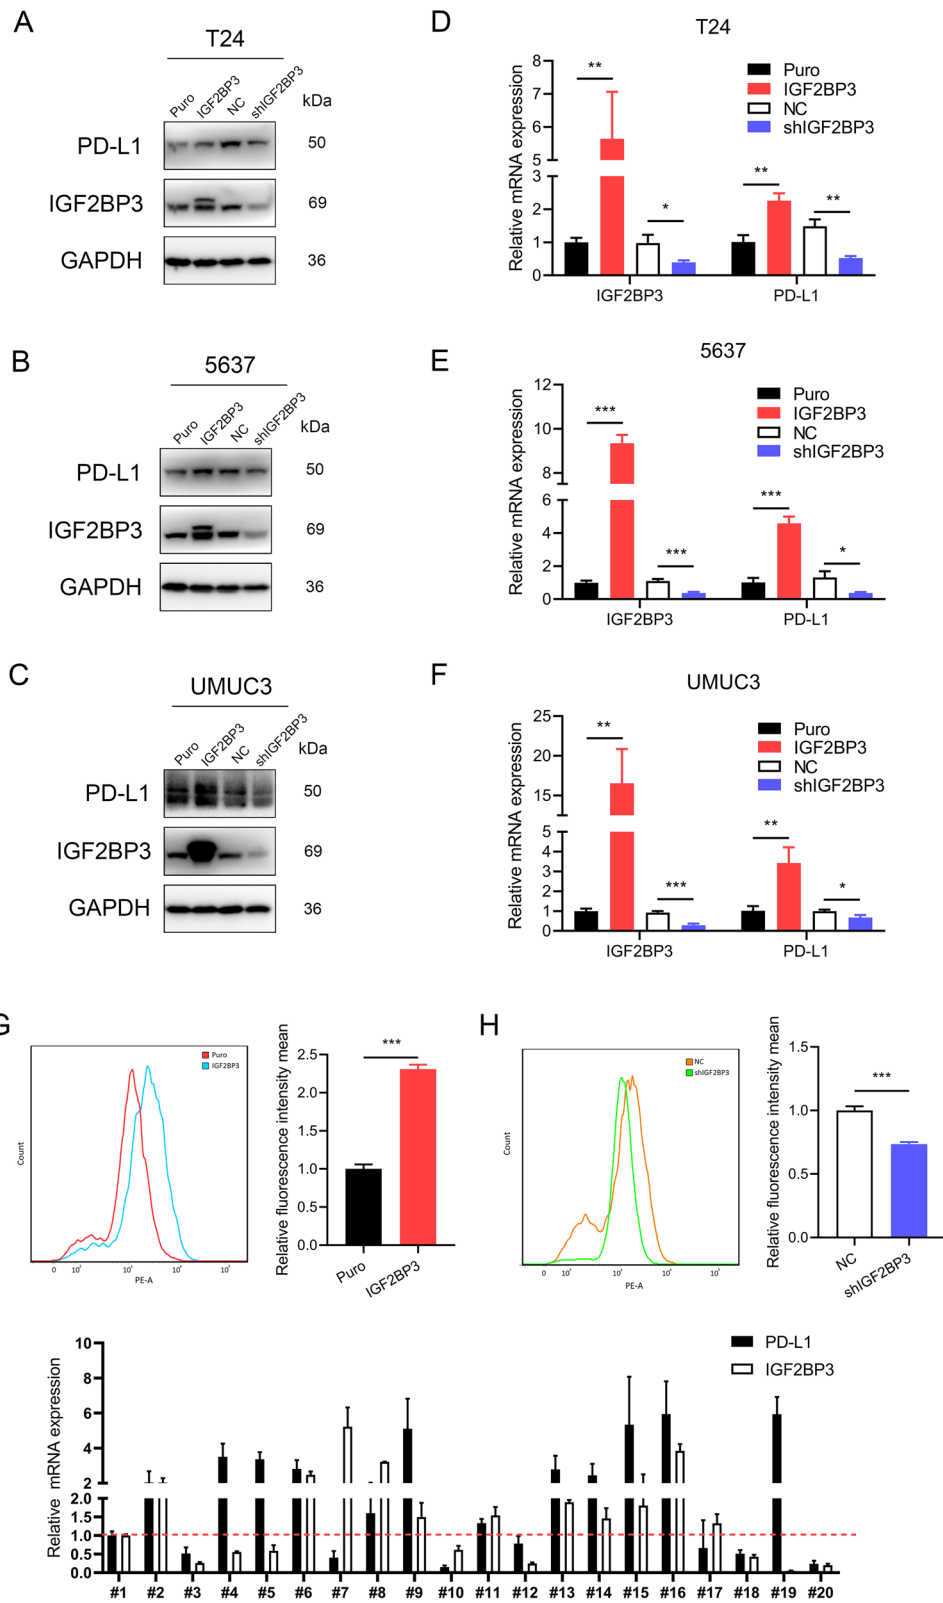 A
T24
Puro IGF2BP3 NC shIGF2BP3
kDa
PD-L1 50
IGF2BP3 69
GAPDH 36
D
T24
Relative mRNA expression
8
7
6
5
3
2
1
0
** * ** **
Puro
IGF2BP3
NC
shIGF2BP3
IGF2BP3 PD-L1
B
5637
Puro IGF2BP3 NC shIGF2BP3
kDa
PD-L1 50
IGF2BP3 69
GAPDH 36
E
5637
Relative mRNA expression
12
10
8
6
4
2
0
*** *** *** *
Puro
IGF2BP3
NC
shIGF2BP3
IGF2BP3 PD-L1
C
UMUC3
Puro IGF2BP3 NC shIGF2BP3
kDa
PD-L1 50
IGF2BP3 69
GAPDH 36
F
UMUC3
Relative mRNA expression
25
20
15
5
4
3
2
1
0
** *** ** *
Puro
IGF2BP3
NC
shIGF2BP3
IGF2BP3 PD-L1
G
Puro
IGF2BP3
Count
PE-A
Relative fluorescence intensity mean
2.5
2.0
1.5
1.0
0.5
0.0
***
Puro IGF2BP3
H
NC
shIGF2BP3
Count
PE-A
Relative fluorescence intensity mean
1.5
1.0
0.5
0.0
***
NC shIGF2BP3
PD-L1
IGF2BP3
Relative mRNA expression
10
8
6
4
2
2.0
1.5
1.0
0.5
0.0
#1 #2 #3 #4 #5 #6 #7 #8 #9 #10 #11 #12 #13 #14 #15 #16 #17 #18 #19 #20